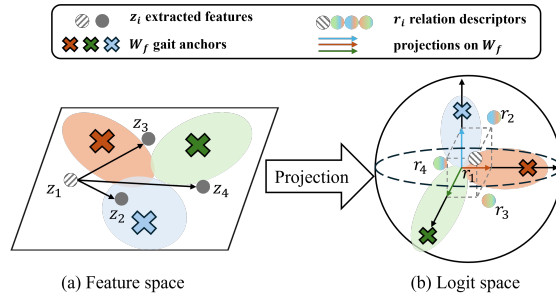 z_i extracted features
r_i relation descriptors
W_f gait anchors
projections on W_f
z_3
z_1
z_2
z_4
Projection
r_2
r_4
r_1
r_3
(a) Feature space
(b) Logit space